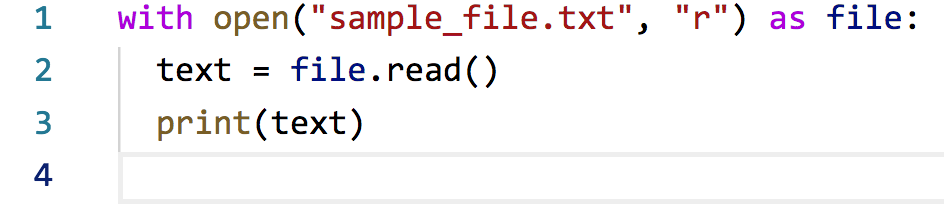 1 with open("sample_file.txt", "r") as file:
2   text = file.read()
3   print(text)
4